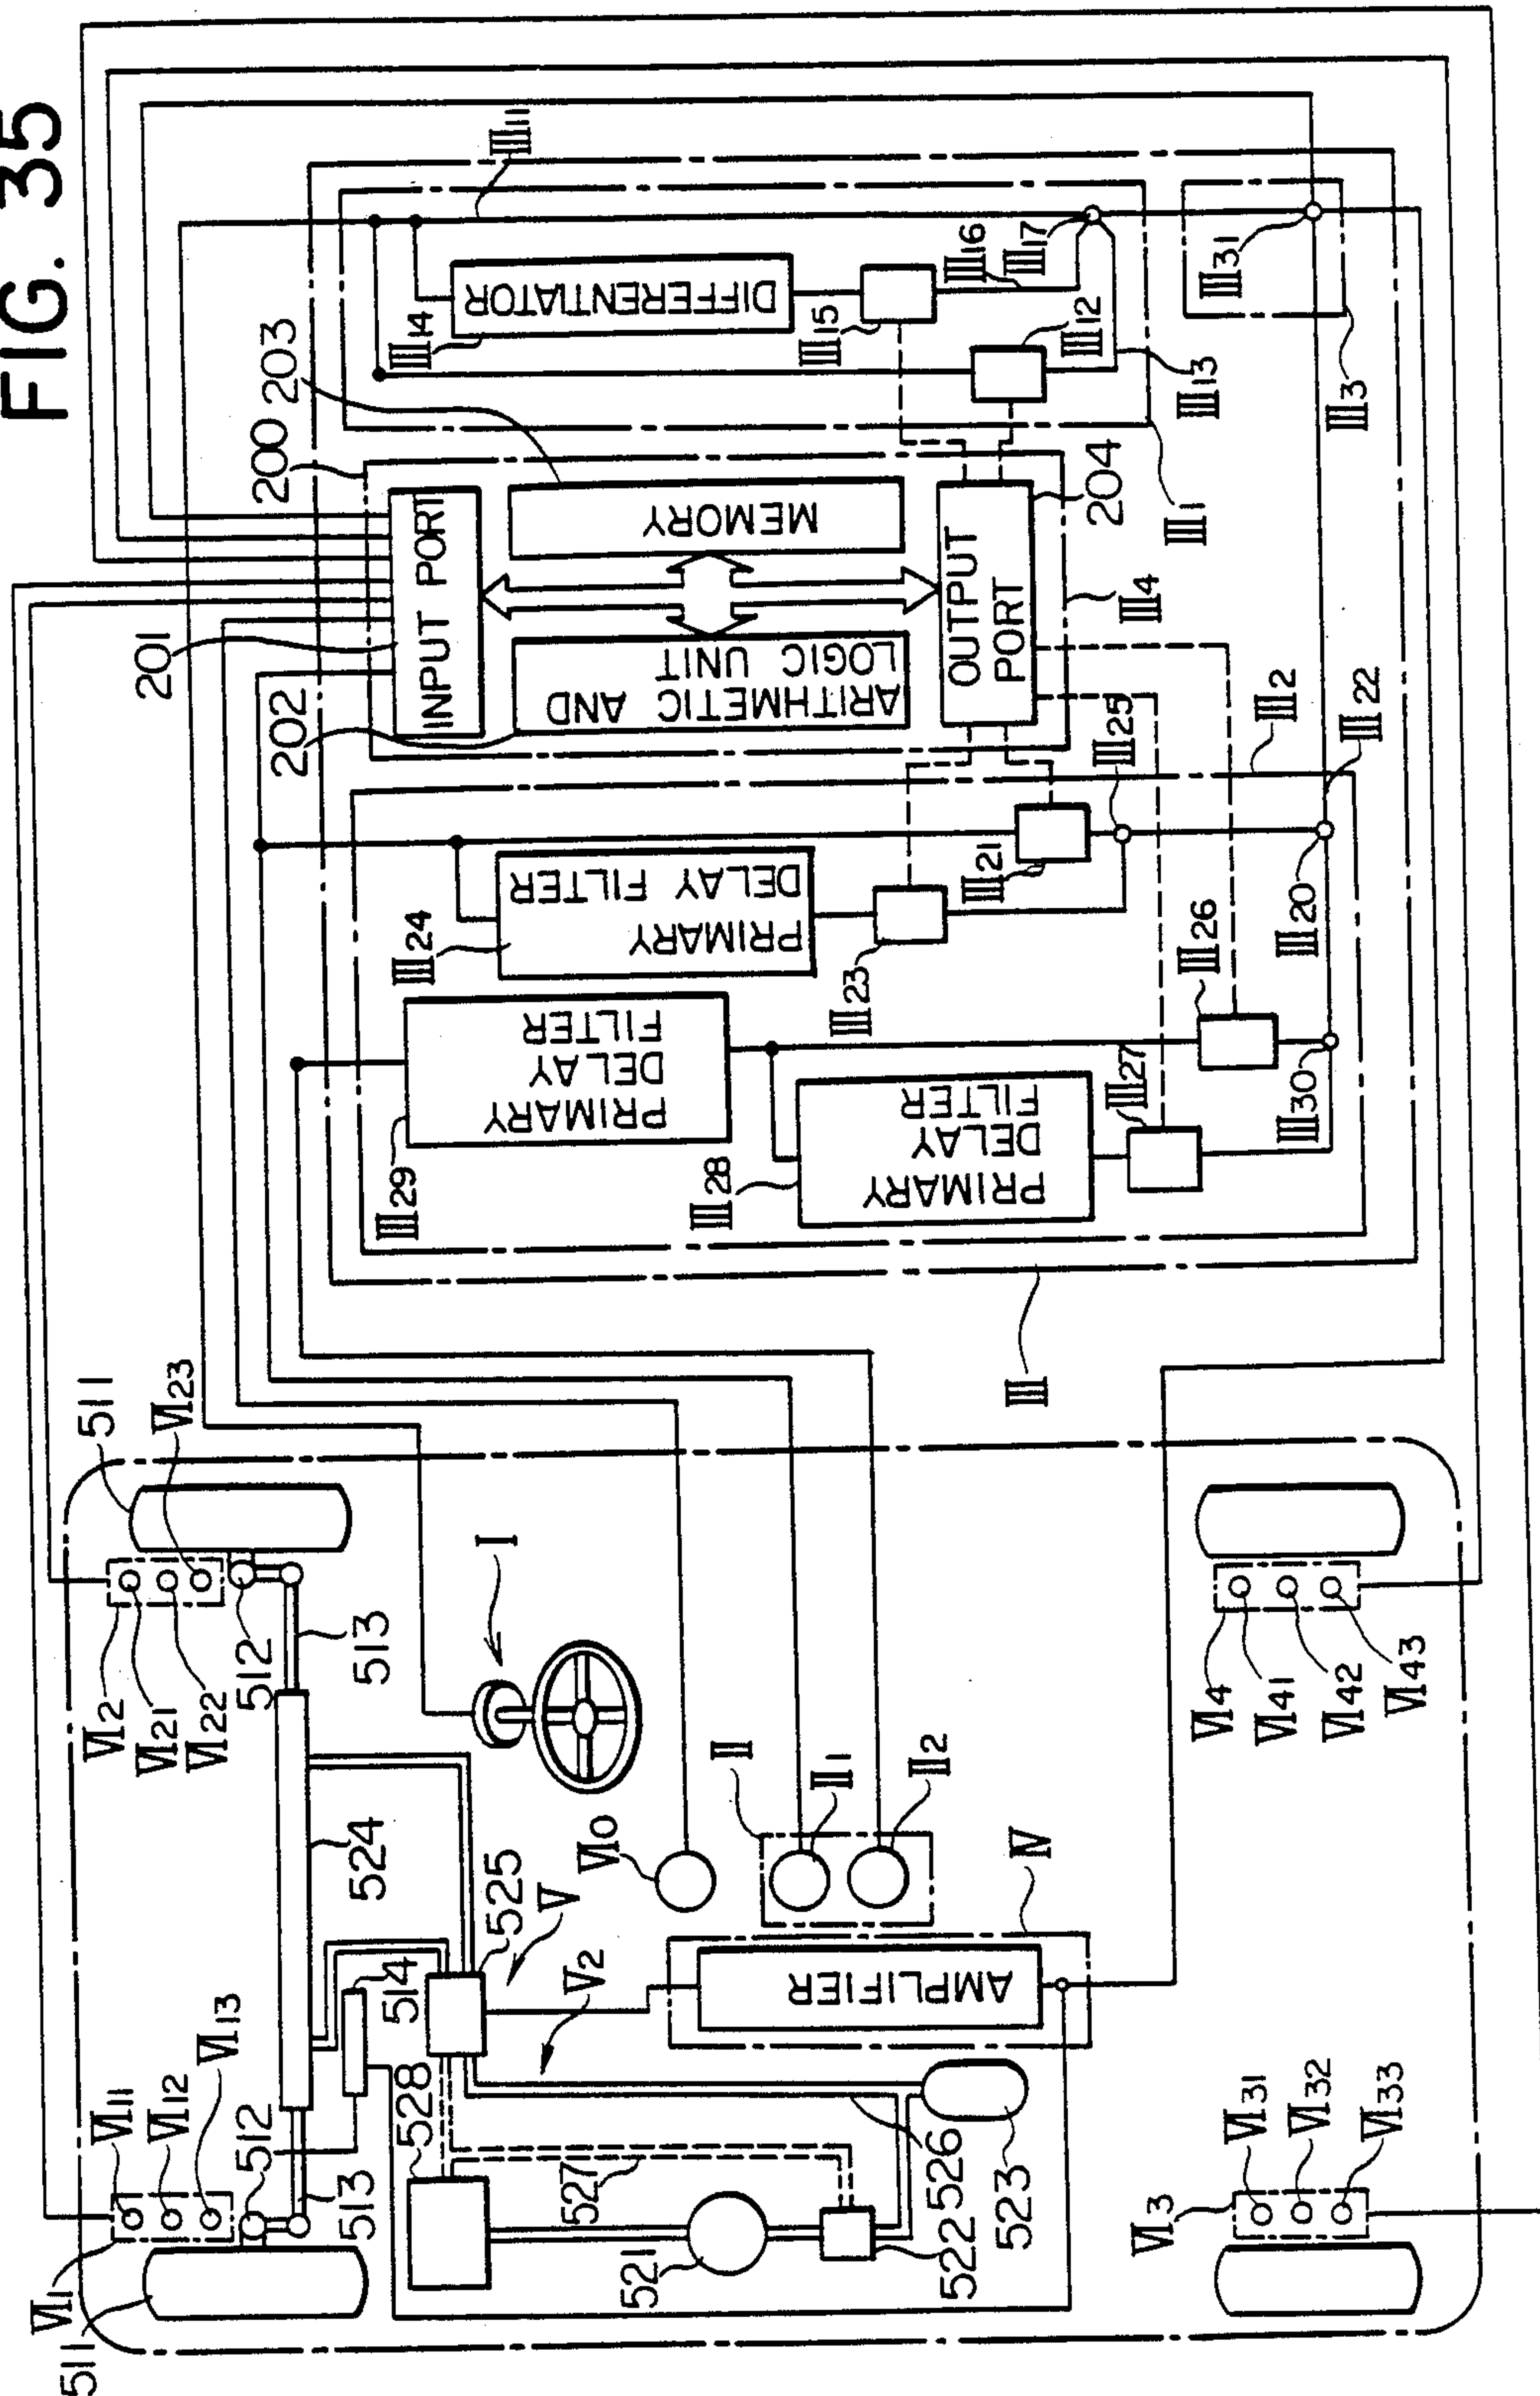 FIG. 35
III11
DIFFERENTIATOR
III14
III15
III16
III17
III12
III13
III31
III3
III1
200
203
201
202
204
INPUT PORT
MEMORY
ARITHMETIC AND
LOGIC UNIT
OUTPUT
PORT
III4
III2
III25
III22
III21
III20
PRIMARY
DELAY FILTER
III24
III23
III26
PRIMARY
DELAY
FILTER
III29
III27
III30
PRIMARY
DELAY
FILTER
III28
III
511
VI23
VI2
VI21
VI22
512
513
I
524
VI0
II
II1
II2
IV
525
V
V2
514
AMPLIFIER
VI4
VI41
VI42
VI43
VI11
VI12
VI13
VI1
511
512
513
528
527
526
521
522
523
VI3
VI31
VI32
VI33